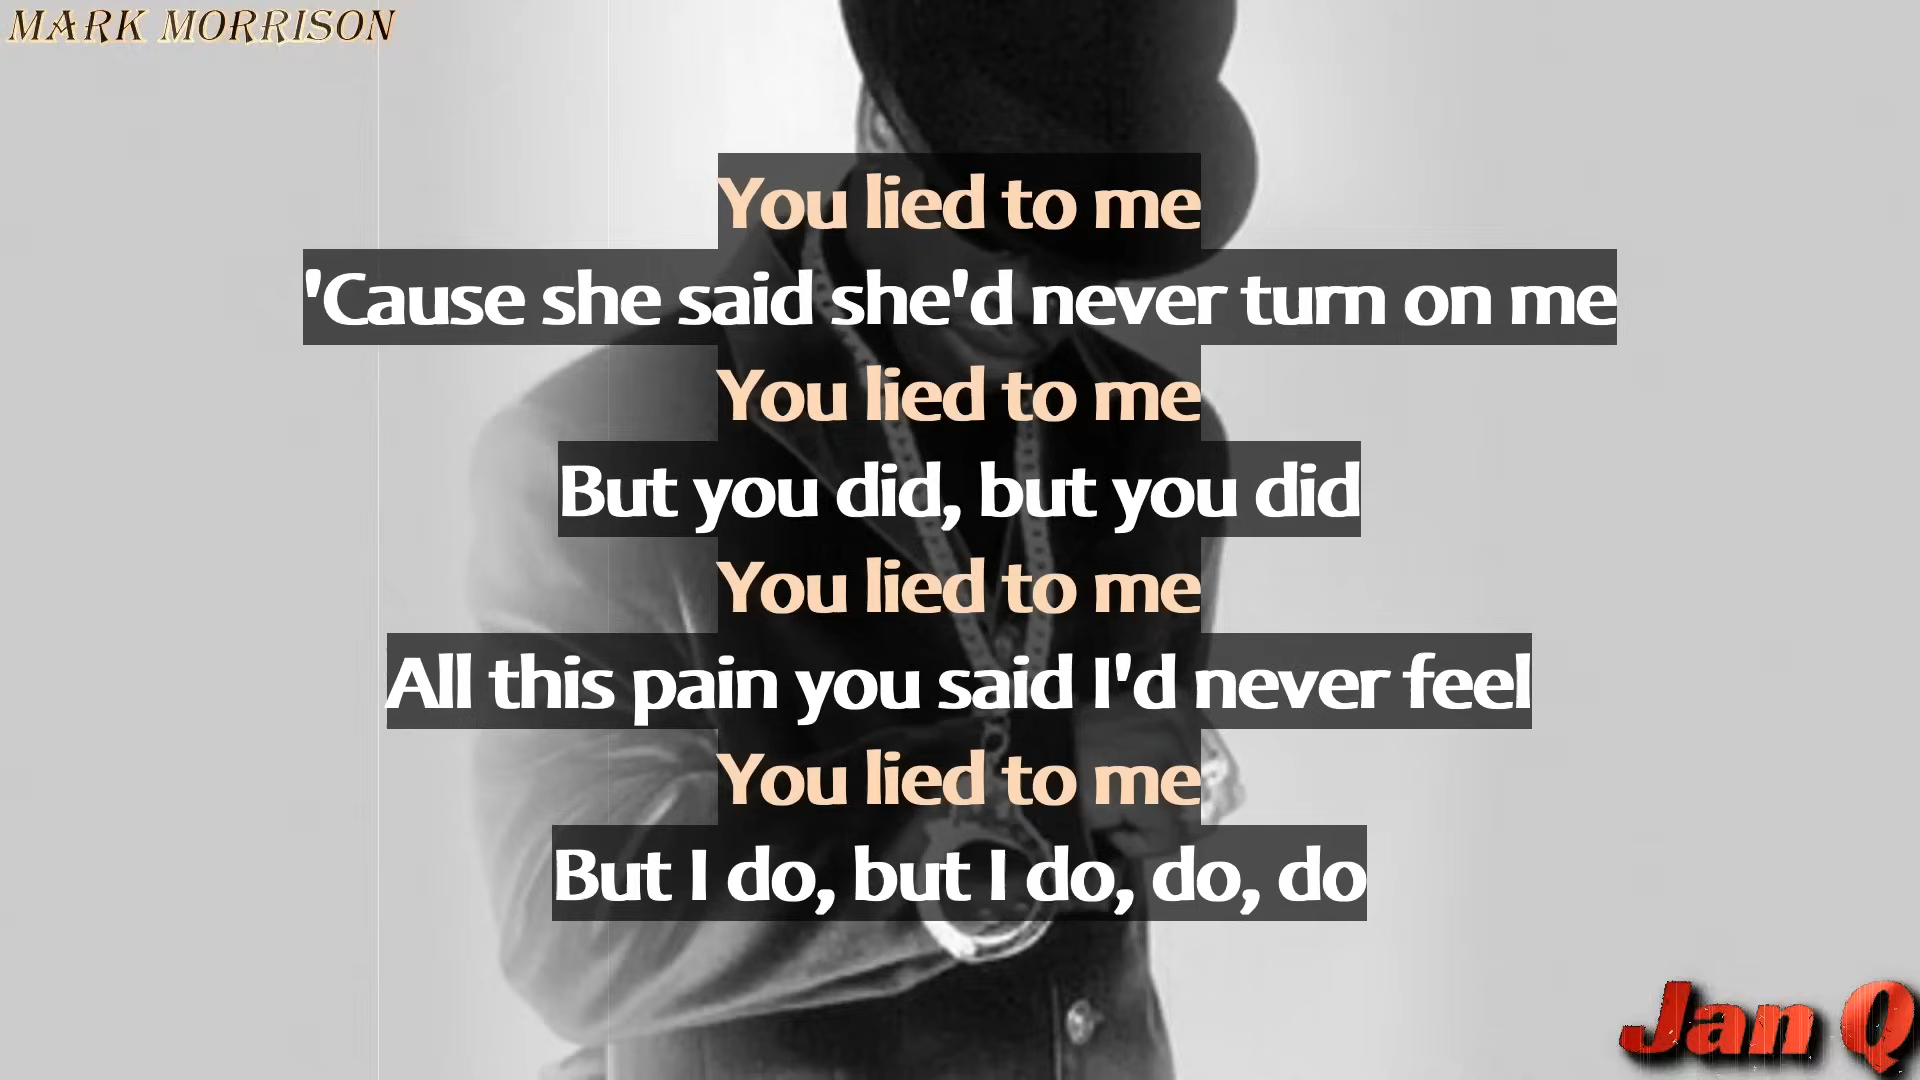 MARK MORRISON
You lied to me
'Cause she said she'd never turn on me
You lied to me
But you did, but you did
You lied to me
All this pain you said I'd never feel
You lied to me
But I do, but I do, do, do
Jan Q